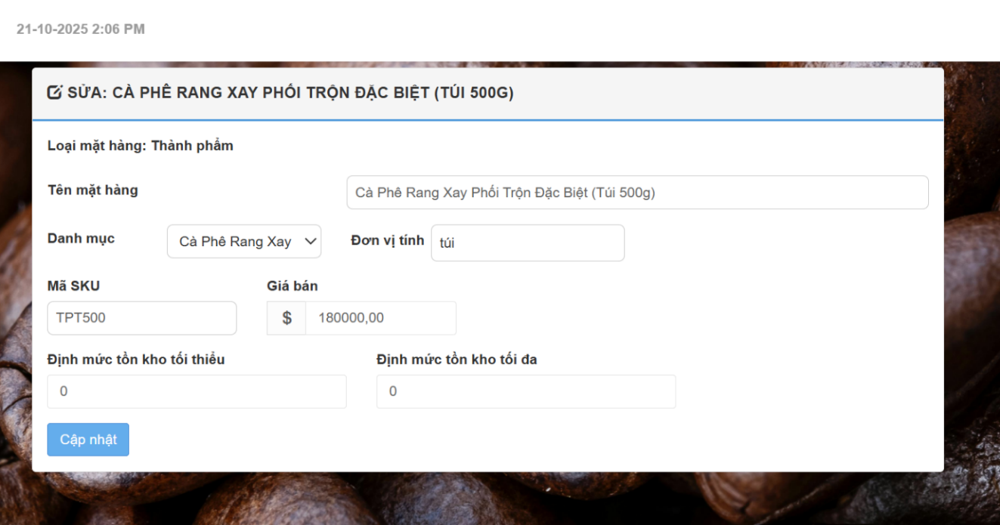 21-10-2025 2:06 PM
SỬA: CÀ PHÊ RANG XAY PHỐI TRỘN ĐẶC BIỆT (TÚI 500G)
Loại mặt hàng: Thành phẩm
Tên mặt hàng
Cà Phê Rang Xay Phối Trộn Đặc Biệt (Túi 500g)
Danh mục Cà Phê Rang Xay Đơn vị tính túi
Mã SKU Giá bán
TPT500 $ 180000,00
Định mức tồn kho tối thiểu Định mức tồn kho tối đa
0 0
Cập nhật